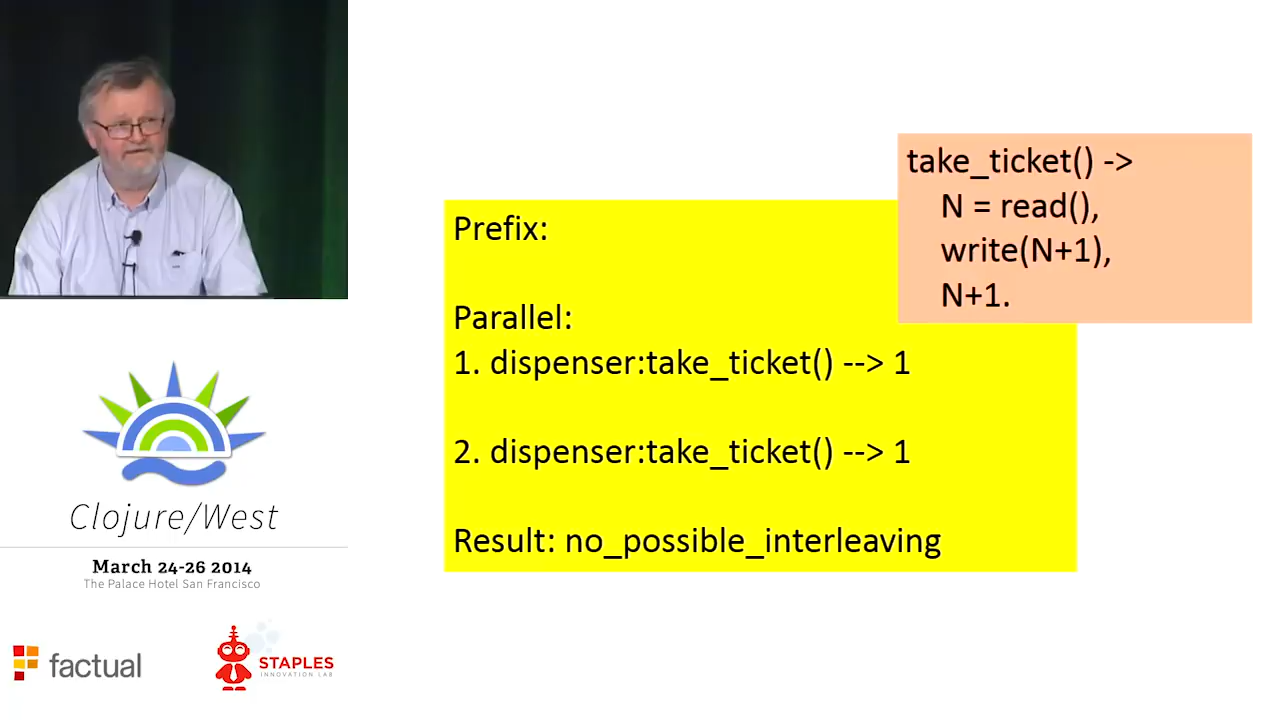 take_ticket() ->
N = read(),
write(N+1),
N+1.
Prefix:
Parallel:
1. dispenser:take_ticket() --> 1
2. dispenser:take_ticket() --> 1
Result: no_possible_interleaving
Clojure/West
March 24-26 2014
The Palace Hotel San Francisco
factual
STAPLES
INNOVATION LAB